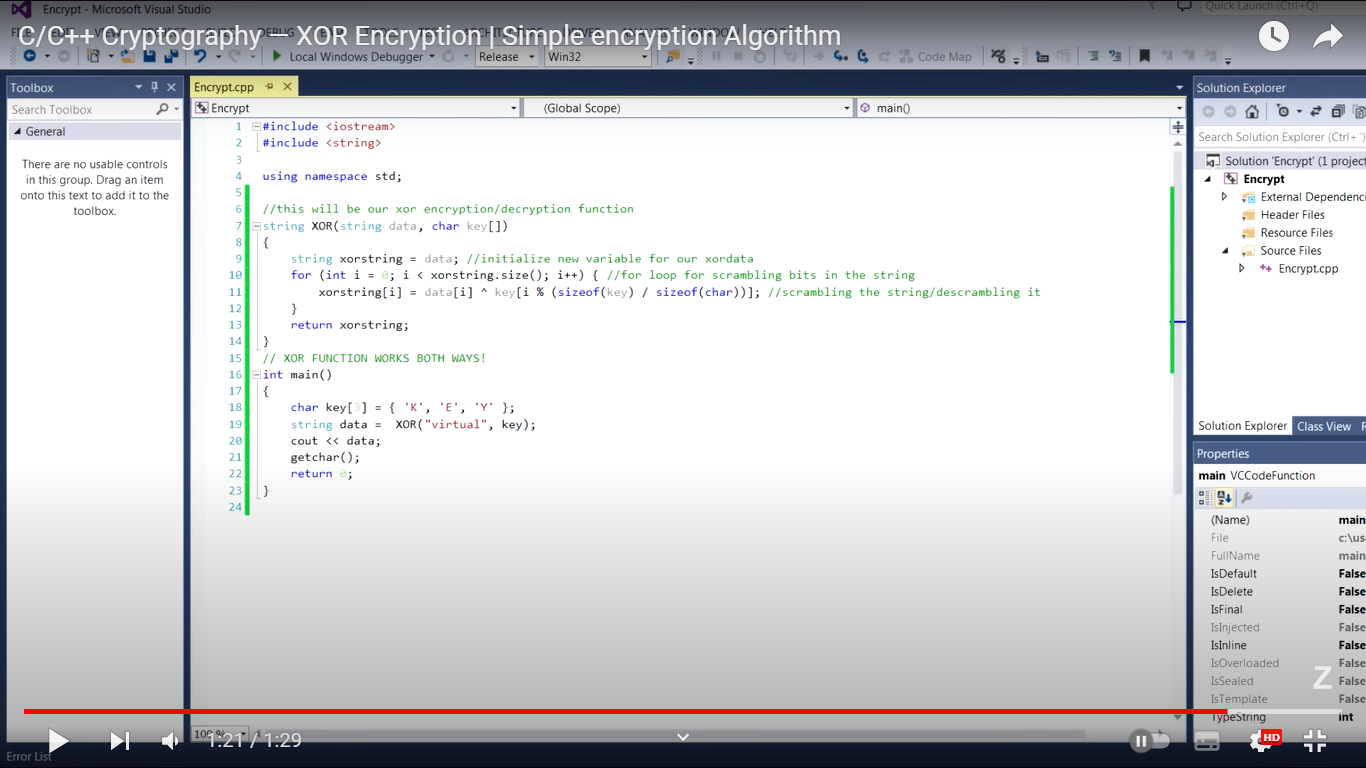 Encrypt - Microsoft Visual Studio
Quick Launch (Ctrl+Q)
C/C++ Cryptography — XOR Encryption | Simple encryption Algorithm
Local Windows Debugger
Release
Win32
Code Map
Toolbox
Search Toolbox
General
There are no usable controls
in this group. Drag an item
onto this text to add it to the
toolbox.
Encrypt.cpp
Encrypt
(Global Scope)
main()
1 #include <iostream>
2 #include <string>
3
4 using namespace std;
5
6 //this will be our xor encryption/decryption function
7 string XOR(string data, char key[])
8 {
9 string xorstring = data; //initialize new variable for our xordata
10 for (int i = 0; i < xorstring.size(); i++) { //for loop for scrambling bits in the string
11 xorstring[i] = data[i] ^ key[i % (sizeof(key) / sizeof(char))]; //scrambling the string/descrambling it
12 }
13 return xorstring;
14 }
15 // XOR FUNCTION WORKS BOTH WAYS!
16 int main()
17 {
18 char key[3] = { 'K', 'E', 'Y' };
19 string data =  XOR("virtual", key);
20 cout << data;
21 getchar();
22 return 0;
23 }
24
100 %
Solution Explorer
Search Solution Explorer (Ctrl+
Solution 'Encrypt' (1 project
Encrypt
External Dependenci
Header Files
Resource Files
Source Files
Encrypt.cpp
Solution Explorer
Class View
Properties
main VCCodeFunction
(Name) main
File c:\us
FullName main
IsDefault False
IsDelete False
IsFinal False
IsInjected False
IsInline False
IsOverloaded False
IsSealed False
IsTemplate False
TypeString int
Z
1:21 / 1:29
HD
Error List